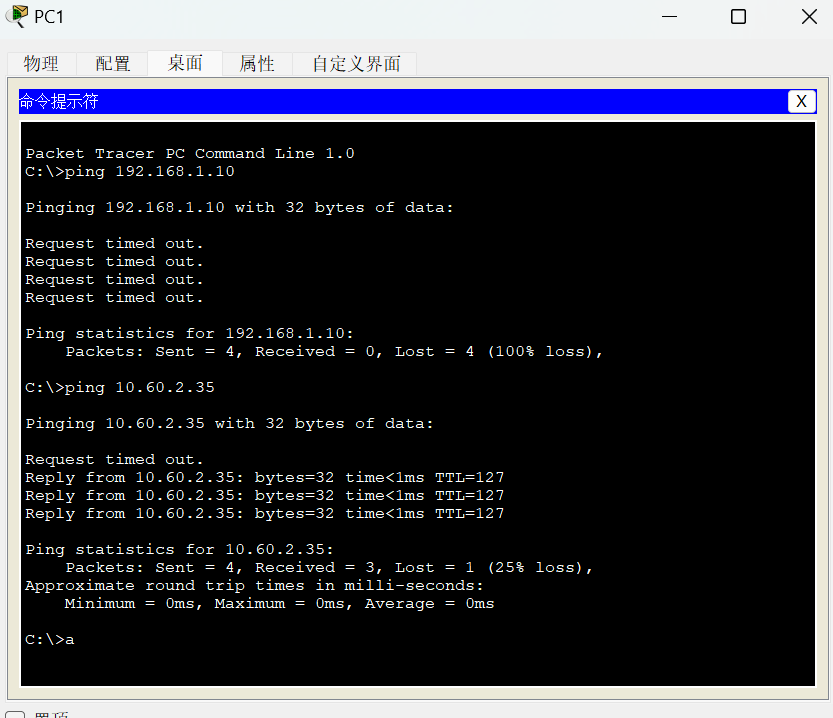 PC1
物理 配置 桌面 属性 自定义界面
命令提示符 X
Packet Tracer PC Command Line 1.0
C:\>ping 192.168.1.10
Pinging 192.168.1.10 with 32 bytes of data:
Request timed out.
Request timed out.
Request timed out.
Request timed out.
Ping statistics for 192.168.1.10:
Packets: Sent = 4, Received = 0, Lost = 4 (100% loss),
C:\>ping 10.60.2.35
Pinging 10.60.2.35 with 32 bytes of data:
Request timed out.
Reply from 10.60.2.35: bytes=32 time<1ms TTL=127
Reply from 10.60.2.35: bytes=32 time<1ms TTL=127
Reply from 10.60.2.35: bytes=32 time<1ms TTL=127
Ping statistics for 10.60.2.35:
Packets: Sent = 4, Received = 3, Lost = 1 (25% loss),
Approximate round trip times in milli-seconds:
Minimum = 0ms, Maximum = 0ms, Average = 0ms
C:\>a
置顶